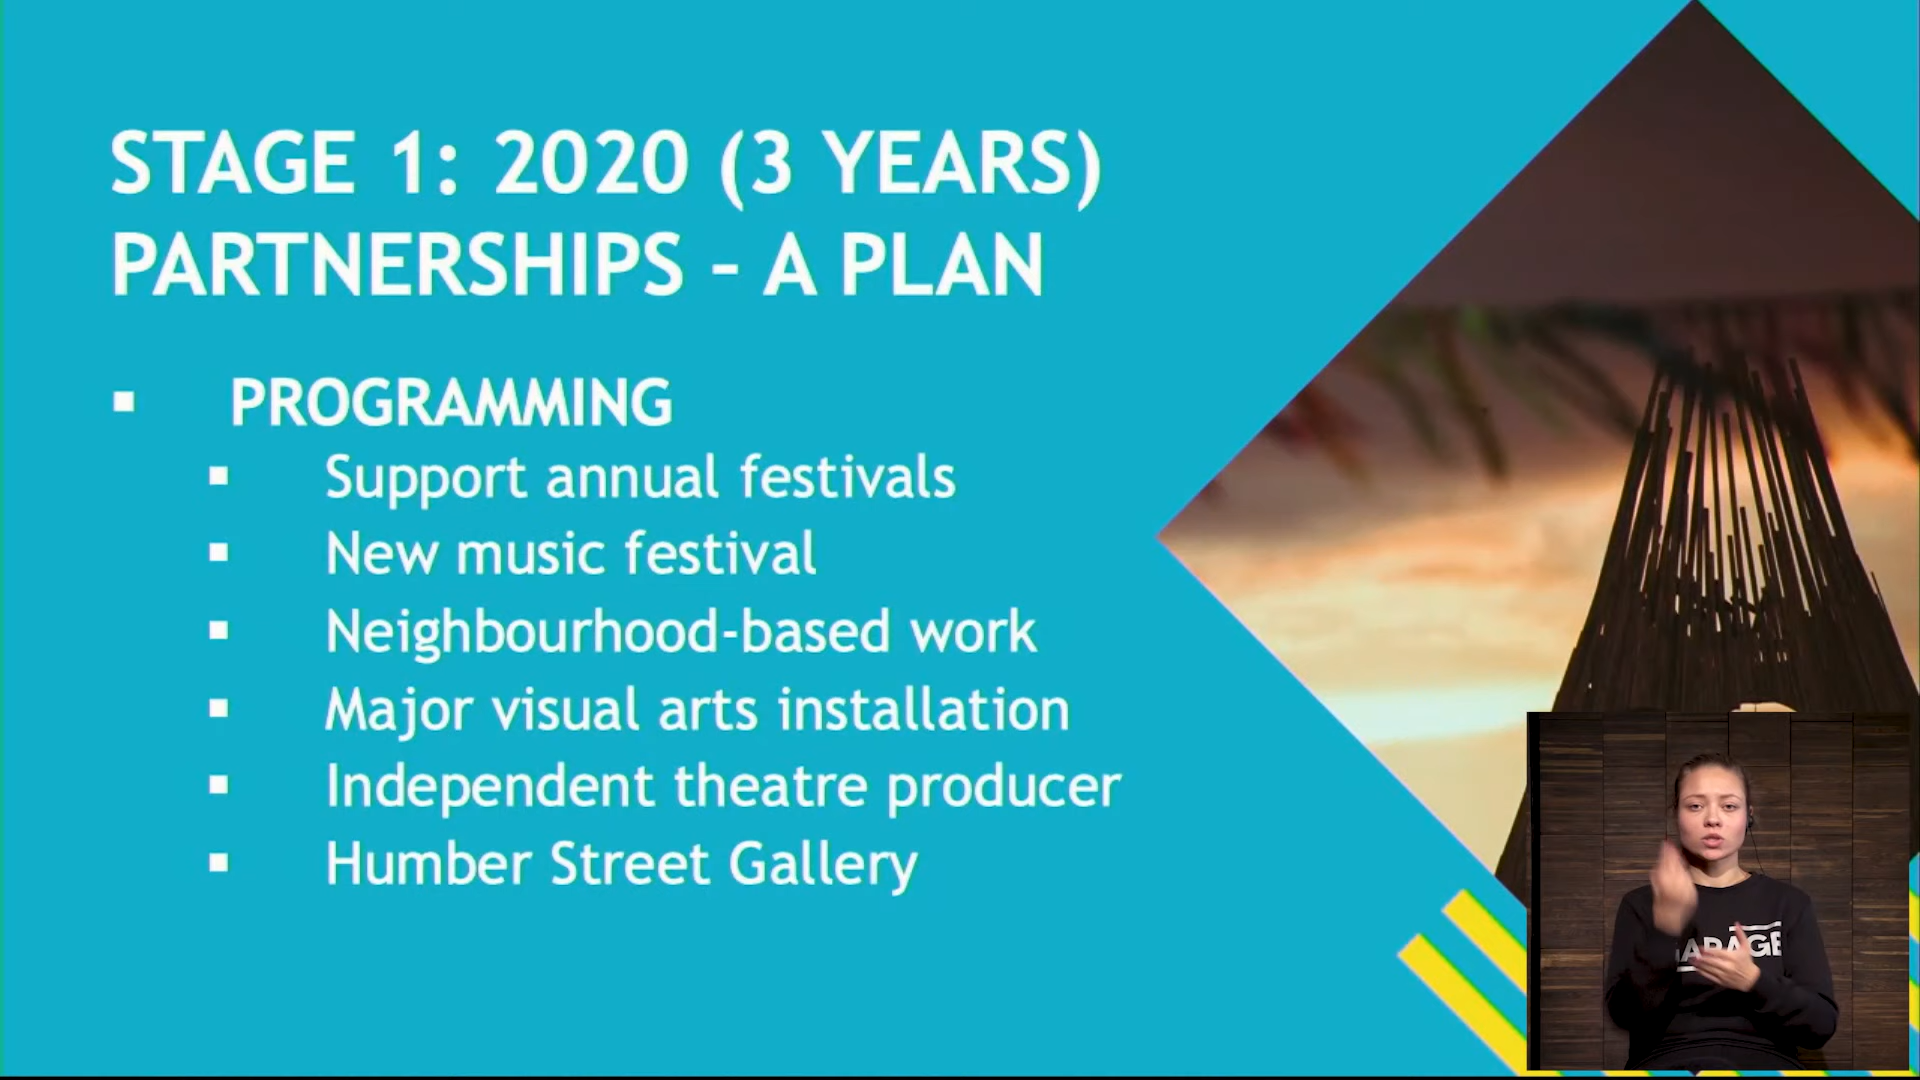 STAGE 1: 2020 (3 YEARS)
PARTNERSHIPS – A PLAN
▪ PROGRAMMING
▪ Support annual festivals
▪ New music festival
▪ Neighbourhood-based work
▪ Major visual arts installation
▪ Independent theatre producer
▪ Humber Street Gallery